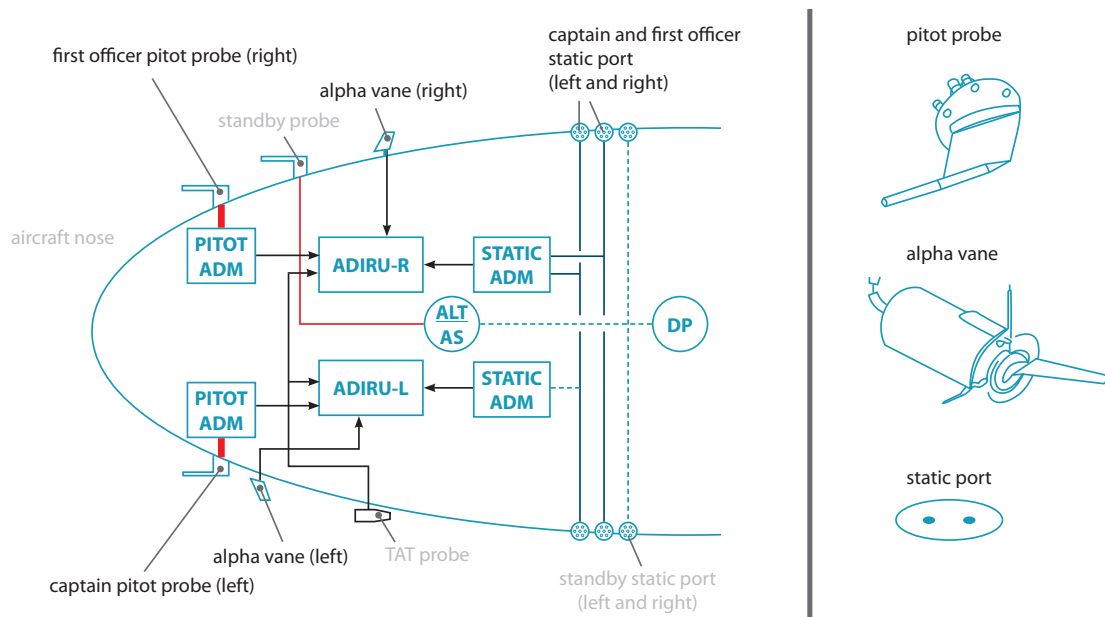 first officer pitot probe (right)
captain and first officer
static port
(left and right)
alpha vane (right)
standby probe
aircraft nose
PITOT
ADM
ADIRU-R
STATIC
ADM
ALT
AS
DP
ADIRU-L
STATIC
ADM
PITOT
ADM
alpha vane (left)
TAT probe
captain pitot probe (left)
standby static port
(left and right)
pitot probe
alpha vane
static port